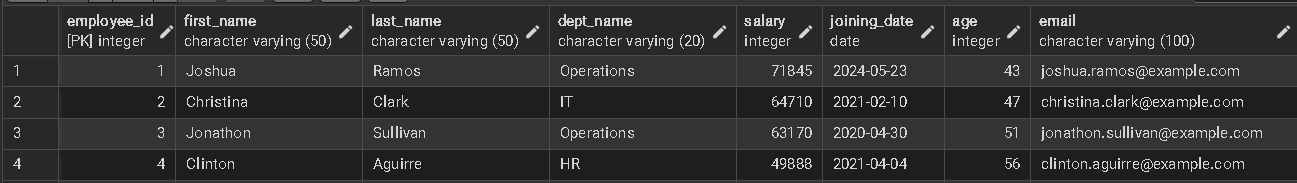 employee_id first_name last_name dept_name salary joining_date age email
[PK] integer character varying (50) character varying (50) character varying (20) integer date integer character varying (100)
1 1 Joshua Ramos Operations 71845 2024-05-23 43 joshua.ramos@example.com
2 2 Christina Clark IT 64710 2021-02-10 47 christina.clark@example.com
3 3 Jonathon Sullivan Operations 63170 2020-04-30 51 jonathon.sullivan@example.com
4 4 Clinton Aguirre HR 49888 2021-04-04 56 clinton.aguirre@example.com